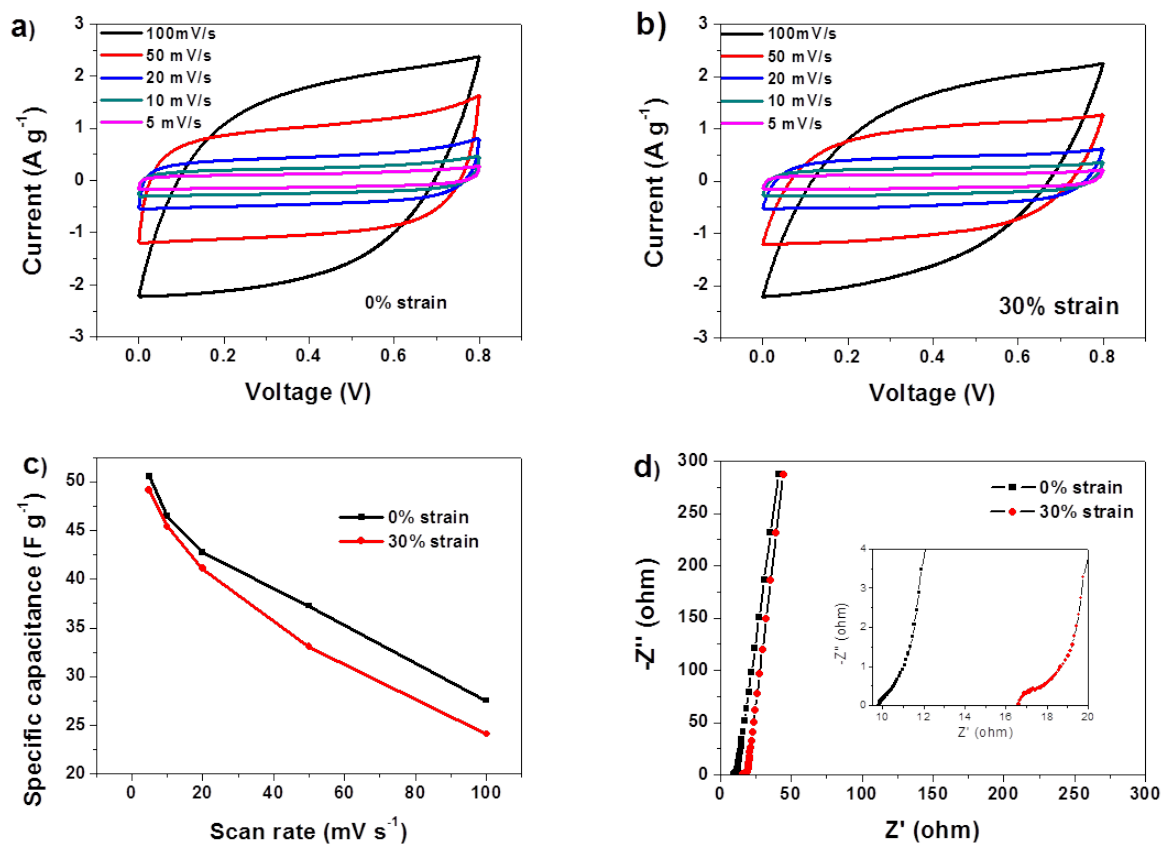 a)
100mV/s
50 mV/s
20 mV/s
10 mV/s
5 mV/s
3
2
1
0
-1
-2
-3
Current (A g-1)
0% strain
0.0 0.2 0.4 0.6 0.8
Voltage (V)
b)
100mV/s
50 mV/s
20 mV/s
10 mV/s
5 mV/s
3
2
1
0
-1
-2
-3
Current (A g-1)
30% strain
0.0 0.2 0.4 0.6 0.8
Voltage (V)
c)
50
45
40
35
30
25
20
Specific capacitance (F g-1)
0% strain
30% strain
0 20 40 60 80 100
Scan rate (mV s-1)
d)
300
250
200
150
100
50
0
-Z'' (ohm)
0% strain
30% strain
4
3
2
1
0
-Z'' (ohm)
10 12 14 16 18 20
Z' (ohm)
0 50 100 150 200 250 300
Z' (ohm)